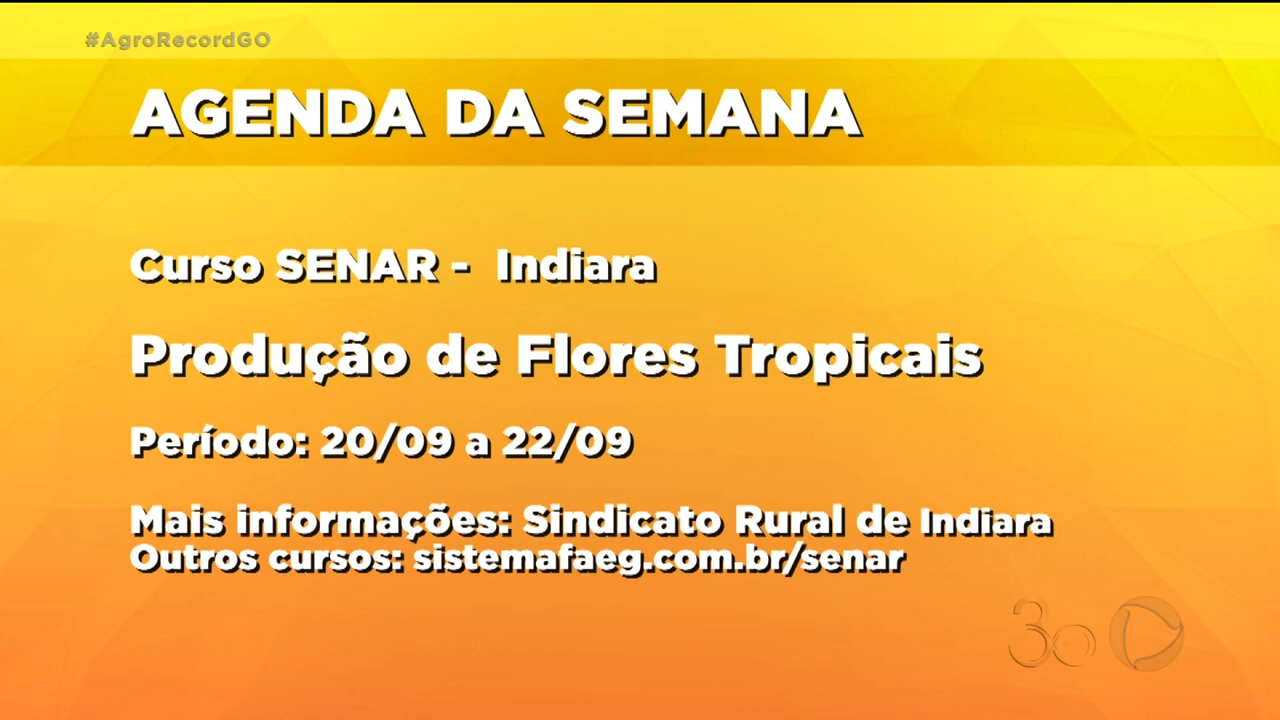 #AgroRecordGO
AGENDA DA SEMANA
Curso SENAR - Indiara
Produção de Flores Tropicais
Período: 20/09 a 22/09
Mais informações: Sindicato Rural de Indiara
Outros cursos: sistemafaeg.com.br/senar
30